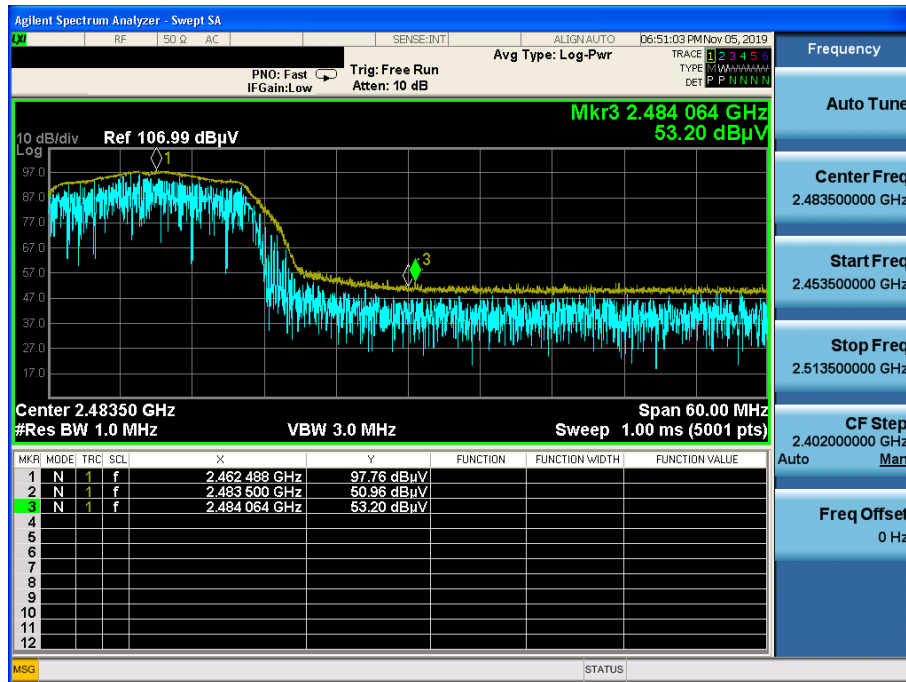 Agilent Spectrum Analyzer - Swept SA
LXI RF 50 Ω AC SENSE:INT ALIGN AUTO 06:51:03 PM Nov 05, 2019
Frequency
Avg Type: Log-Pwr
TRACE 1 2 3 4 5 6
PNO: Fast Trig: Free Run
TYPE M W W W W W
IFGain:Low Atten: 10 dB
DET P P N N N N
Auto Tune
Mkr3 2.484 064 GHz
10 dB/div Ref 106.99 dBµV 53.20 dBµV
Log
1
97.0
87.0
77.0
67.0
57.0
47.0
37.0
27.0
17.0
3
Center Freq
2.483500000 GHz
Start Freq
2.453500000 GHz
Stop Freq
2.513500000 GHz
Center 2.48350 GHz Span 60.00 MHz
#Res BW 1.0 MHz VBW 3.0 MHz Sweep 1.00 ms (5001 pts)
CF Step
2.402000000 GHz
Auto Man
MKR MODE TRC SCL X Y FUNCTION FUNCTION WIDTH FUNCTION VALUE
1 N 1 f 2.462 488 GHz 97.76 dBµV
2 N 1 f 2.483 500 GHz 50.96 dBµV
3 N 1 f 2.484 064 GHz 53.20 dBµV
4
5
6
7
8
9
10
11
12
Freq Offset
0 Hz
MSG STATUS